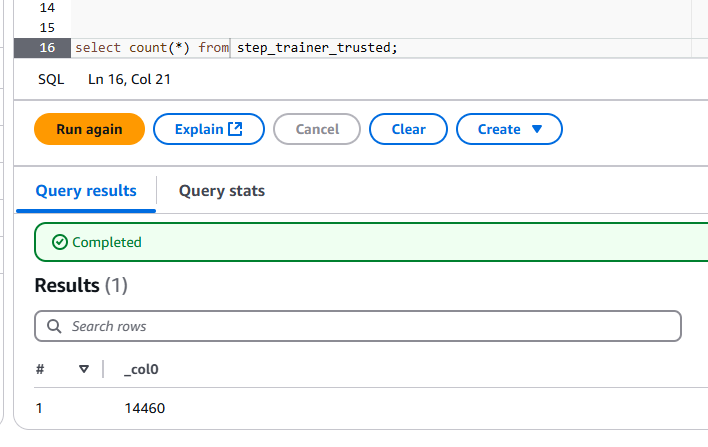 14
15
16 select count(*) from step_trainer_trusted;
SQL Ln 16, Col 21
Run again Explain Cancel Clear Create
Query results Query stats
Completed
Results (1)
Search rows
# _col0
1 14460